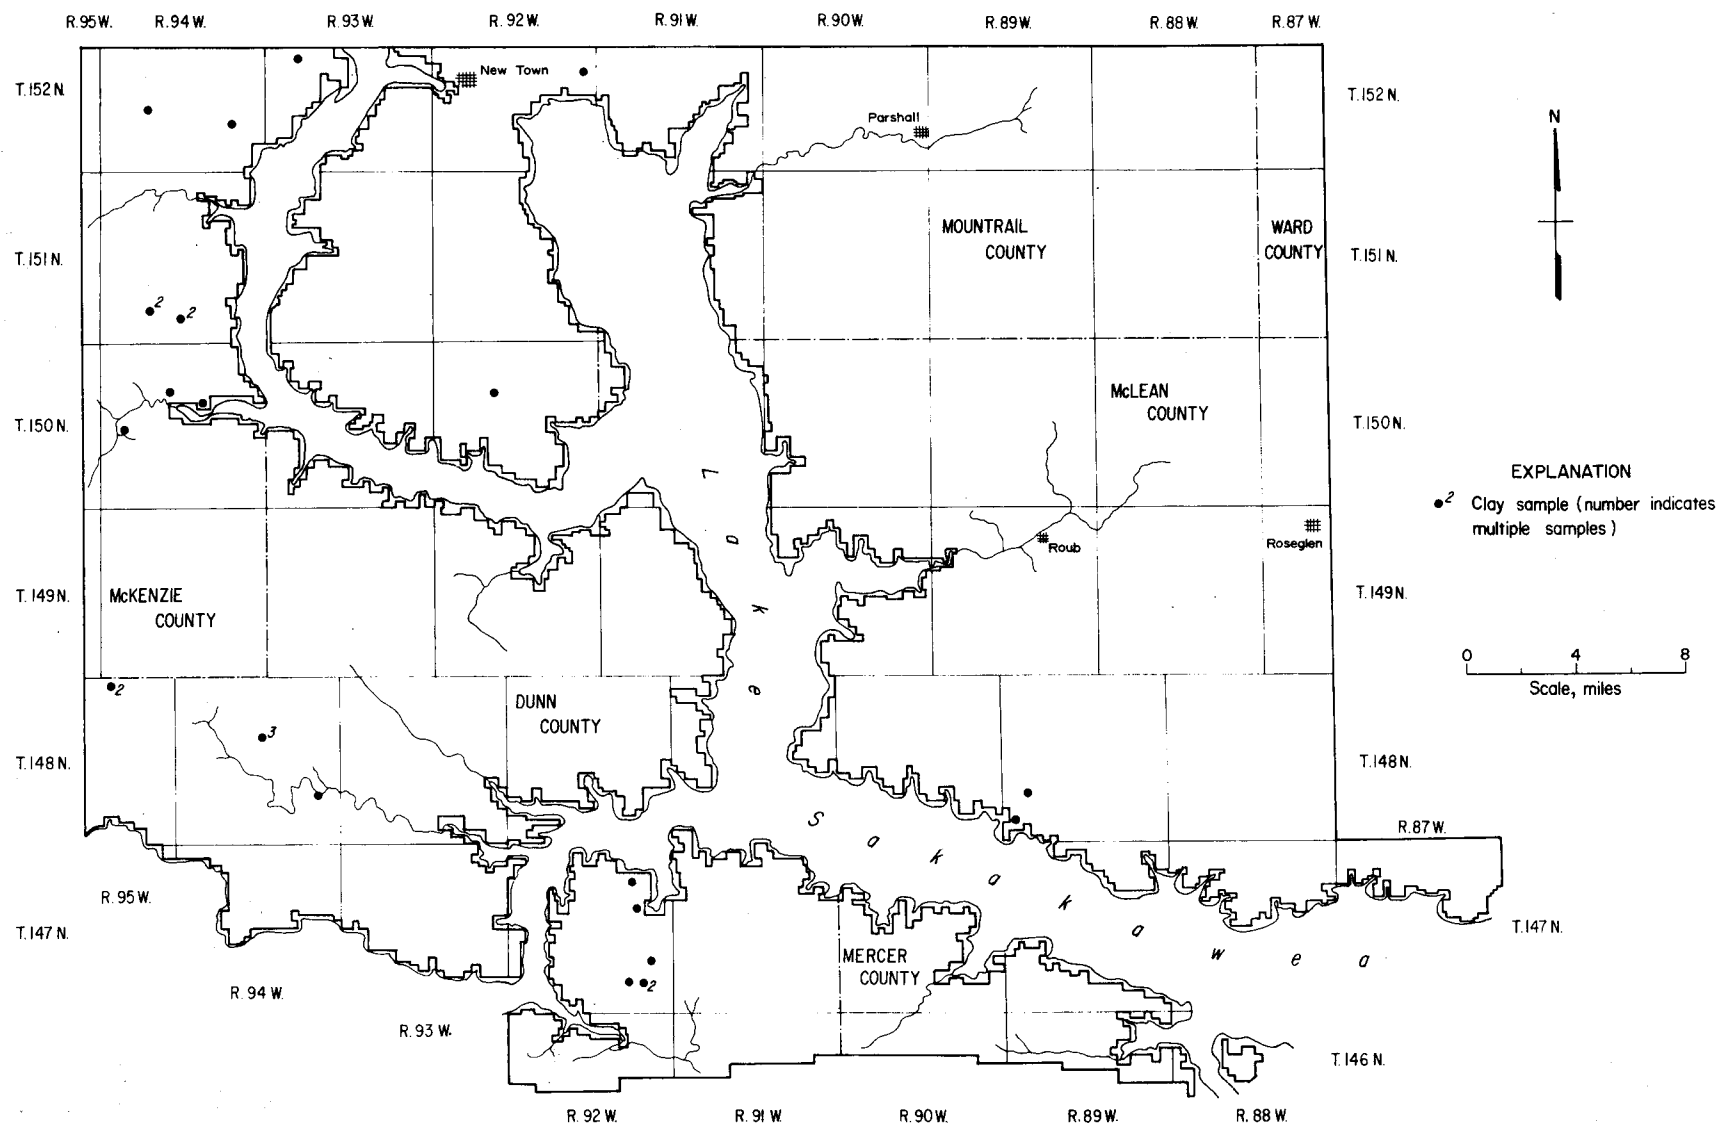 R.95W. R.94W. R.93W. R.92W. R.91W. R.90W. R.89W. R.88W. R.87W.
New Town
T.152N.
T.152N.
Parshall
N
MOUNTRAIL
COUNTY
WARD
COUNTY
T.151N.
T.151N.
2
2
McLEAN
COUNTY
T.150N.
T.150N.
EXPLANATION
2 Clay sample (number indicates
multiple samples)
Roseglen
Roub
McKENZIE
COUNTY
T.149N.
T.149N.
0 4 8
Scale, miles
2
DUNN
COUNTY
3
T.148N.
T.148N.
Lake
Sakakawea
R.87W.
R.95W.
T.147N.
T.147N.
MERCER
COUNTY
2
R.94W.
R.93W.
T.146N.
R.92W. R.91W. R.90W. R.89W. R.88W.